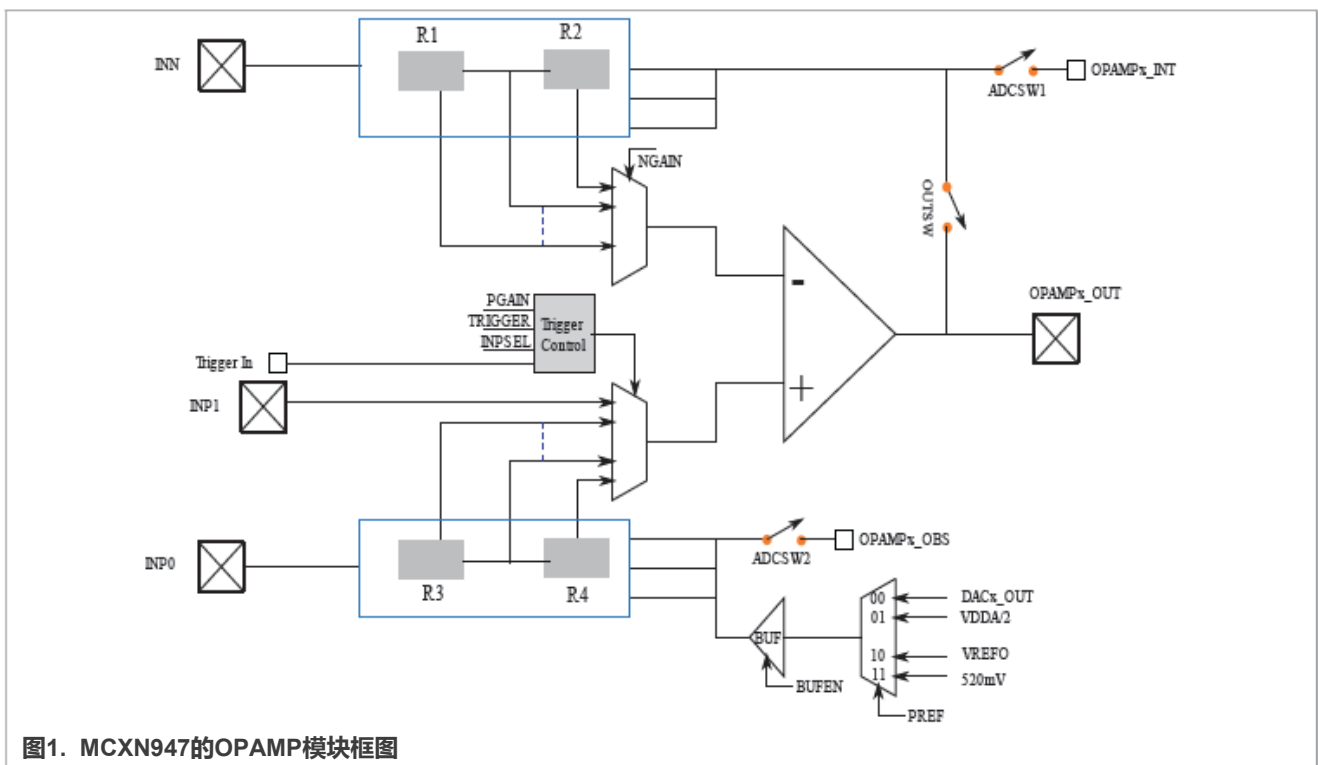 R1
R2
INN
ADCSW1
OPAMPx_INT
NGAIN
OUTSW
-
OPAMPx_OUT
PGAIN
TRIGGER
INPSEL
Trigger
Control
Trigger In
INP1
+
INP0
R3
R4
ADCSW2
OPAMPx_OBS
BUF
BUFEN
00
01
10
11
DACx_OUT
VDDA/2
VREFO
520mV
PREF
图1. MCXN947的OPAMP模块框图